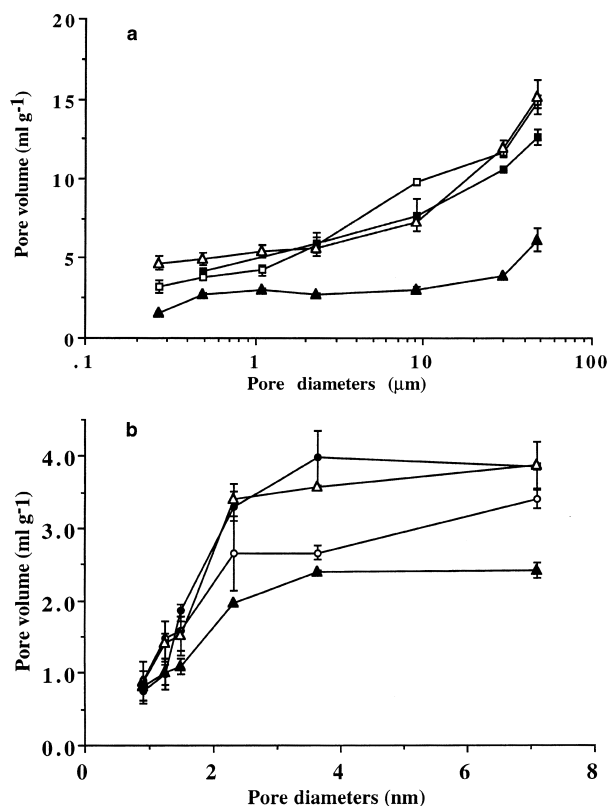 a
20
15
10
5
0
Pore volume (ml g-1)
.1 1 10 100
Pore diameters (μm)
b
4.0
3.0
2.0
1.0
0.0
Pore volume (ml g-1)
0 2 4 6 8
Pore diameters (nm)